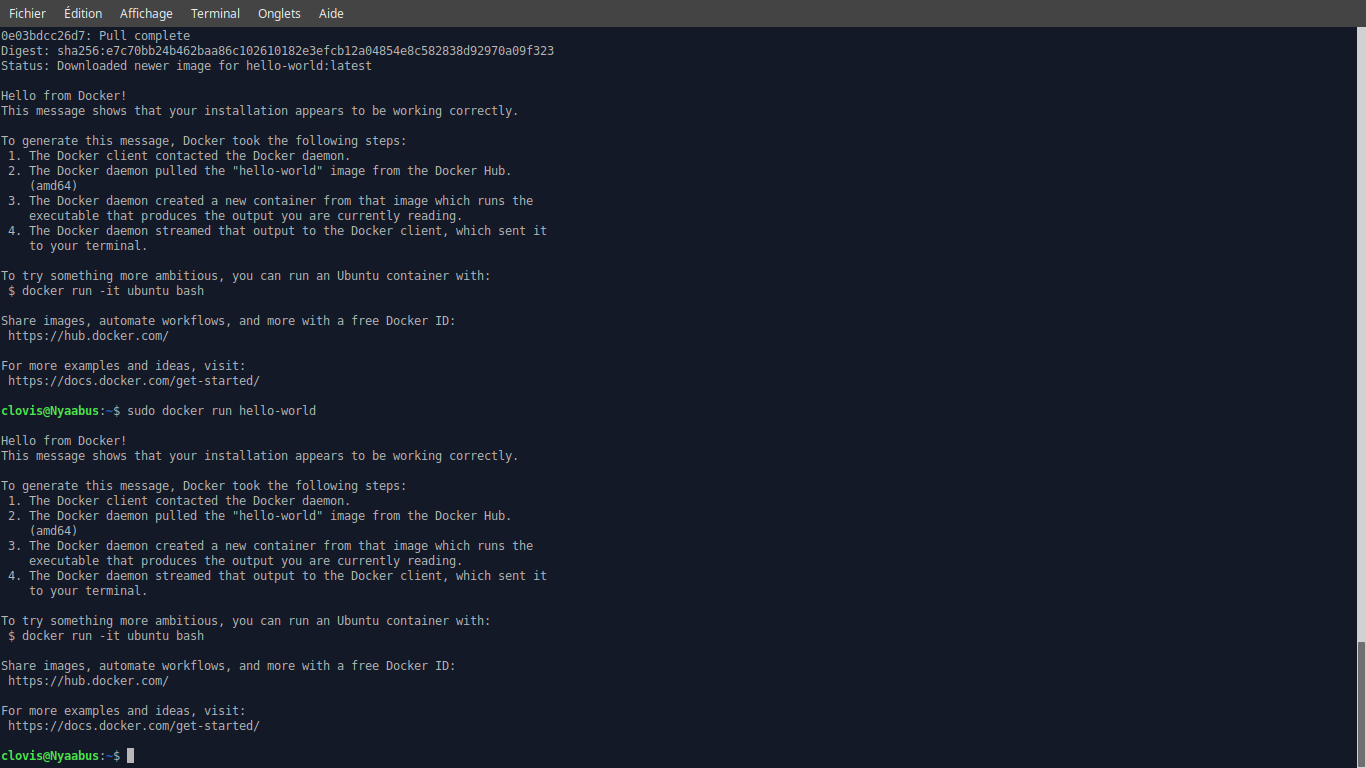 Fichier Édition Affichage Terminal Onglets Aide
0e03bdcc26d7: Pull complete
Digest: sha256:e7c70bb24b462baa86c102610182e3efcb12a04854e8c582838d92970a09f323
Status: Downloaded newer image for hello-world:latest
Hello from Docker!
This message shows that your installation appears to be working correctly.
To generate this message, Docker took the following steps:
1. The Docker client contacted the Docker daemon.
2. The Docker daemon pulled the "hello-world" image from the Docker Hub.
(amd64)
3. The Docker daemon created a new container from that image which runs the
executable that produces the output you are currently reading.
4. The Docker daemon streamed that output to the Docker client, which sent it
to your terminal.
To try something more ambitious, you can run an Ubuntu container with:
$ docker run -it ubuntu bash
Share images, automate workflows, and more with a free Docker ID:
https://hub.docker.com/
For more examples and ideas, visit:
https://docs.docker.com/get-started/
clovis@Nyaabus:~$ sudo docker run hello-world
Hello from Docker!
This message shows that your installation appears to be working correctly.
To generate this message, Docker took the following steps:
1. The Docker client contacted the Docker daemon.
2. The Docker daemon pulled the "hello-world" image from the Docker Hub.
(amd64)
3. The Docker daemon created a new container from that image which runs the
executable that produces the output you are currently reading.
4. The Docker daemon streamed that output to the Docker client, which sent it
to your terminal.
To try something more ambitious, you can run an Ubuntu container with:
$ docker run -it ubuntu bash
Share images, automate workflows, and more with a free Docker ID:
https://hub.docker.com/
For more examples and ideas, visit:
https://docs.docker.com/get-started/
clovis@Nyaabus:~$